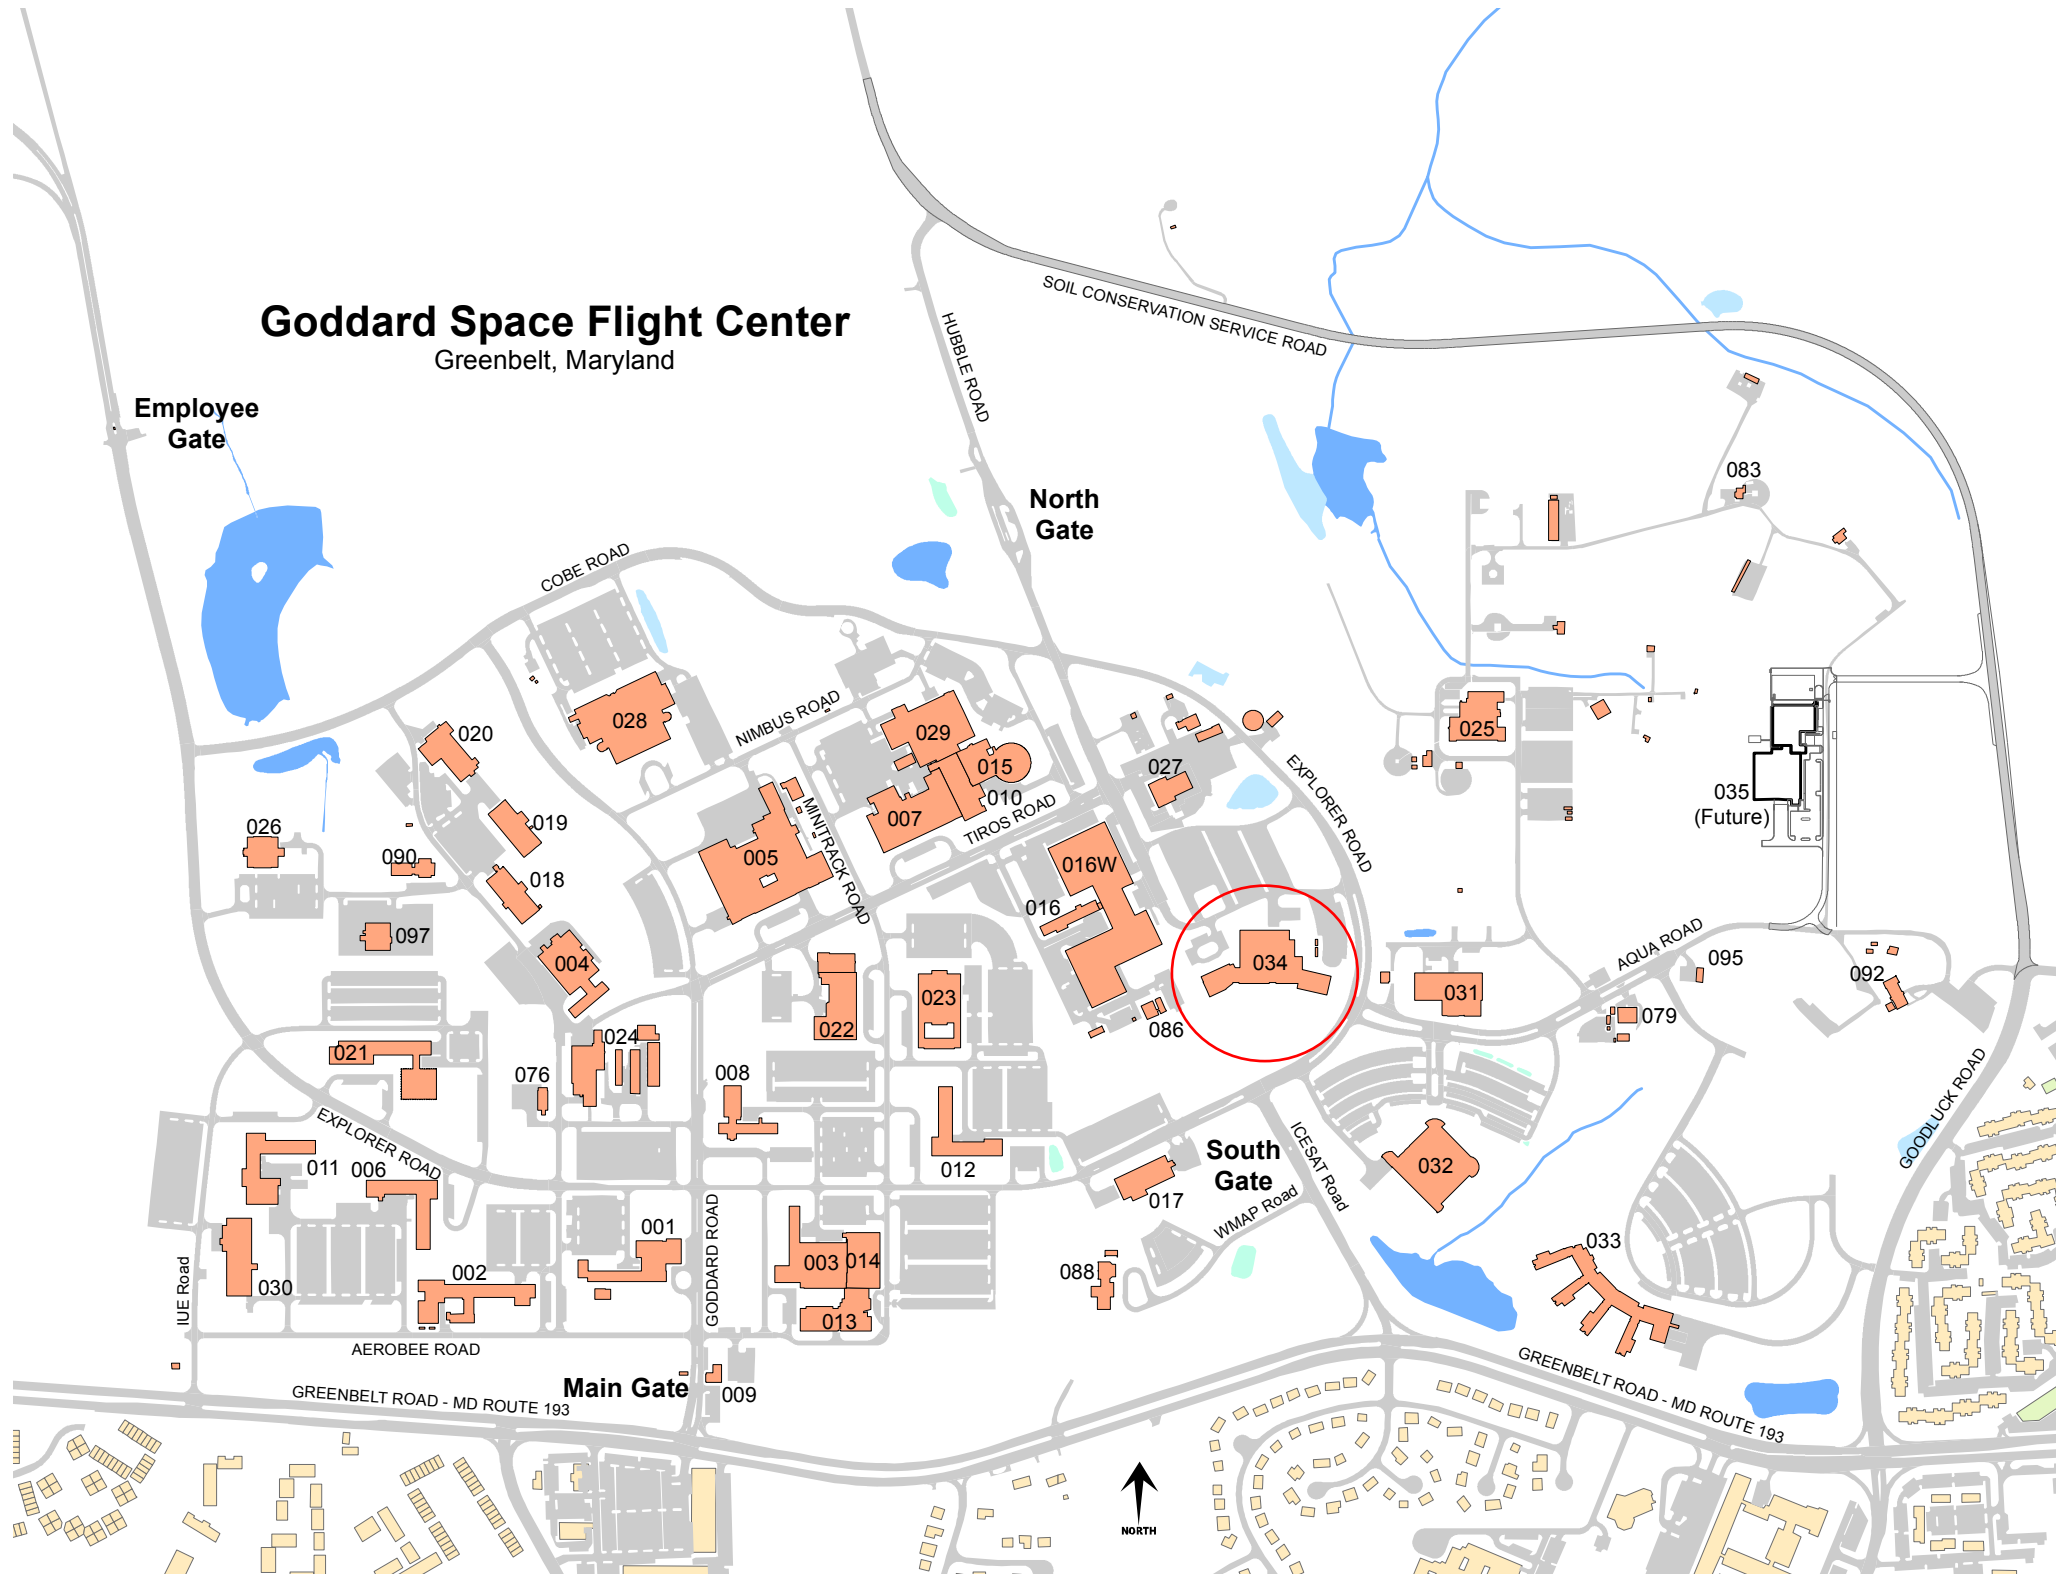 SOIL CONSERVATION SERVICE ROAD
Goddard Space Flight Center
Greenbelt, Maryland
HUBBLE ROAD
Employee
Gate
North
Gate
083
COBE ROAD
NIMBUS ROAD
028
020
029
025
015
027
010
EXPLORER ROAD
035
(Future)
MINITRACK ROAD
007
TIROS ROAD
026
019
090
005
016W
018
016
097
004
034
AQUA ROAD
095
092
031
023
022
024
086
079
021
076
008
GOODLUCK ROAD
EXPLORER ROAD
011
006
012
ICESAT Road
South
Gate
032
017
WMAP Road
GODDARD ROAD
001
003
014
033
088
002
030
IUE Road
013
AEROBEE ROAD
Main Gate
009
GREENBELT ROAD - MD ROUTE 193
GREENBELT ROAD - MD ROUTE 193
NORTH